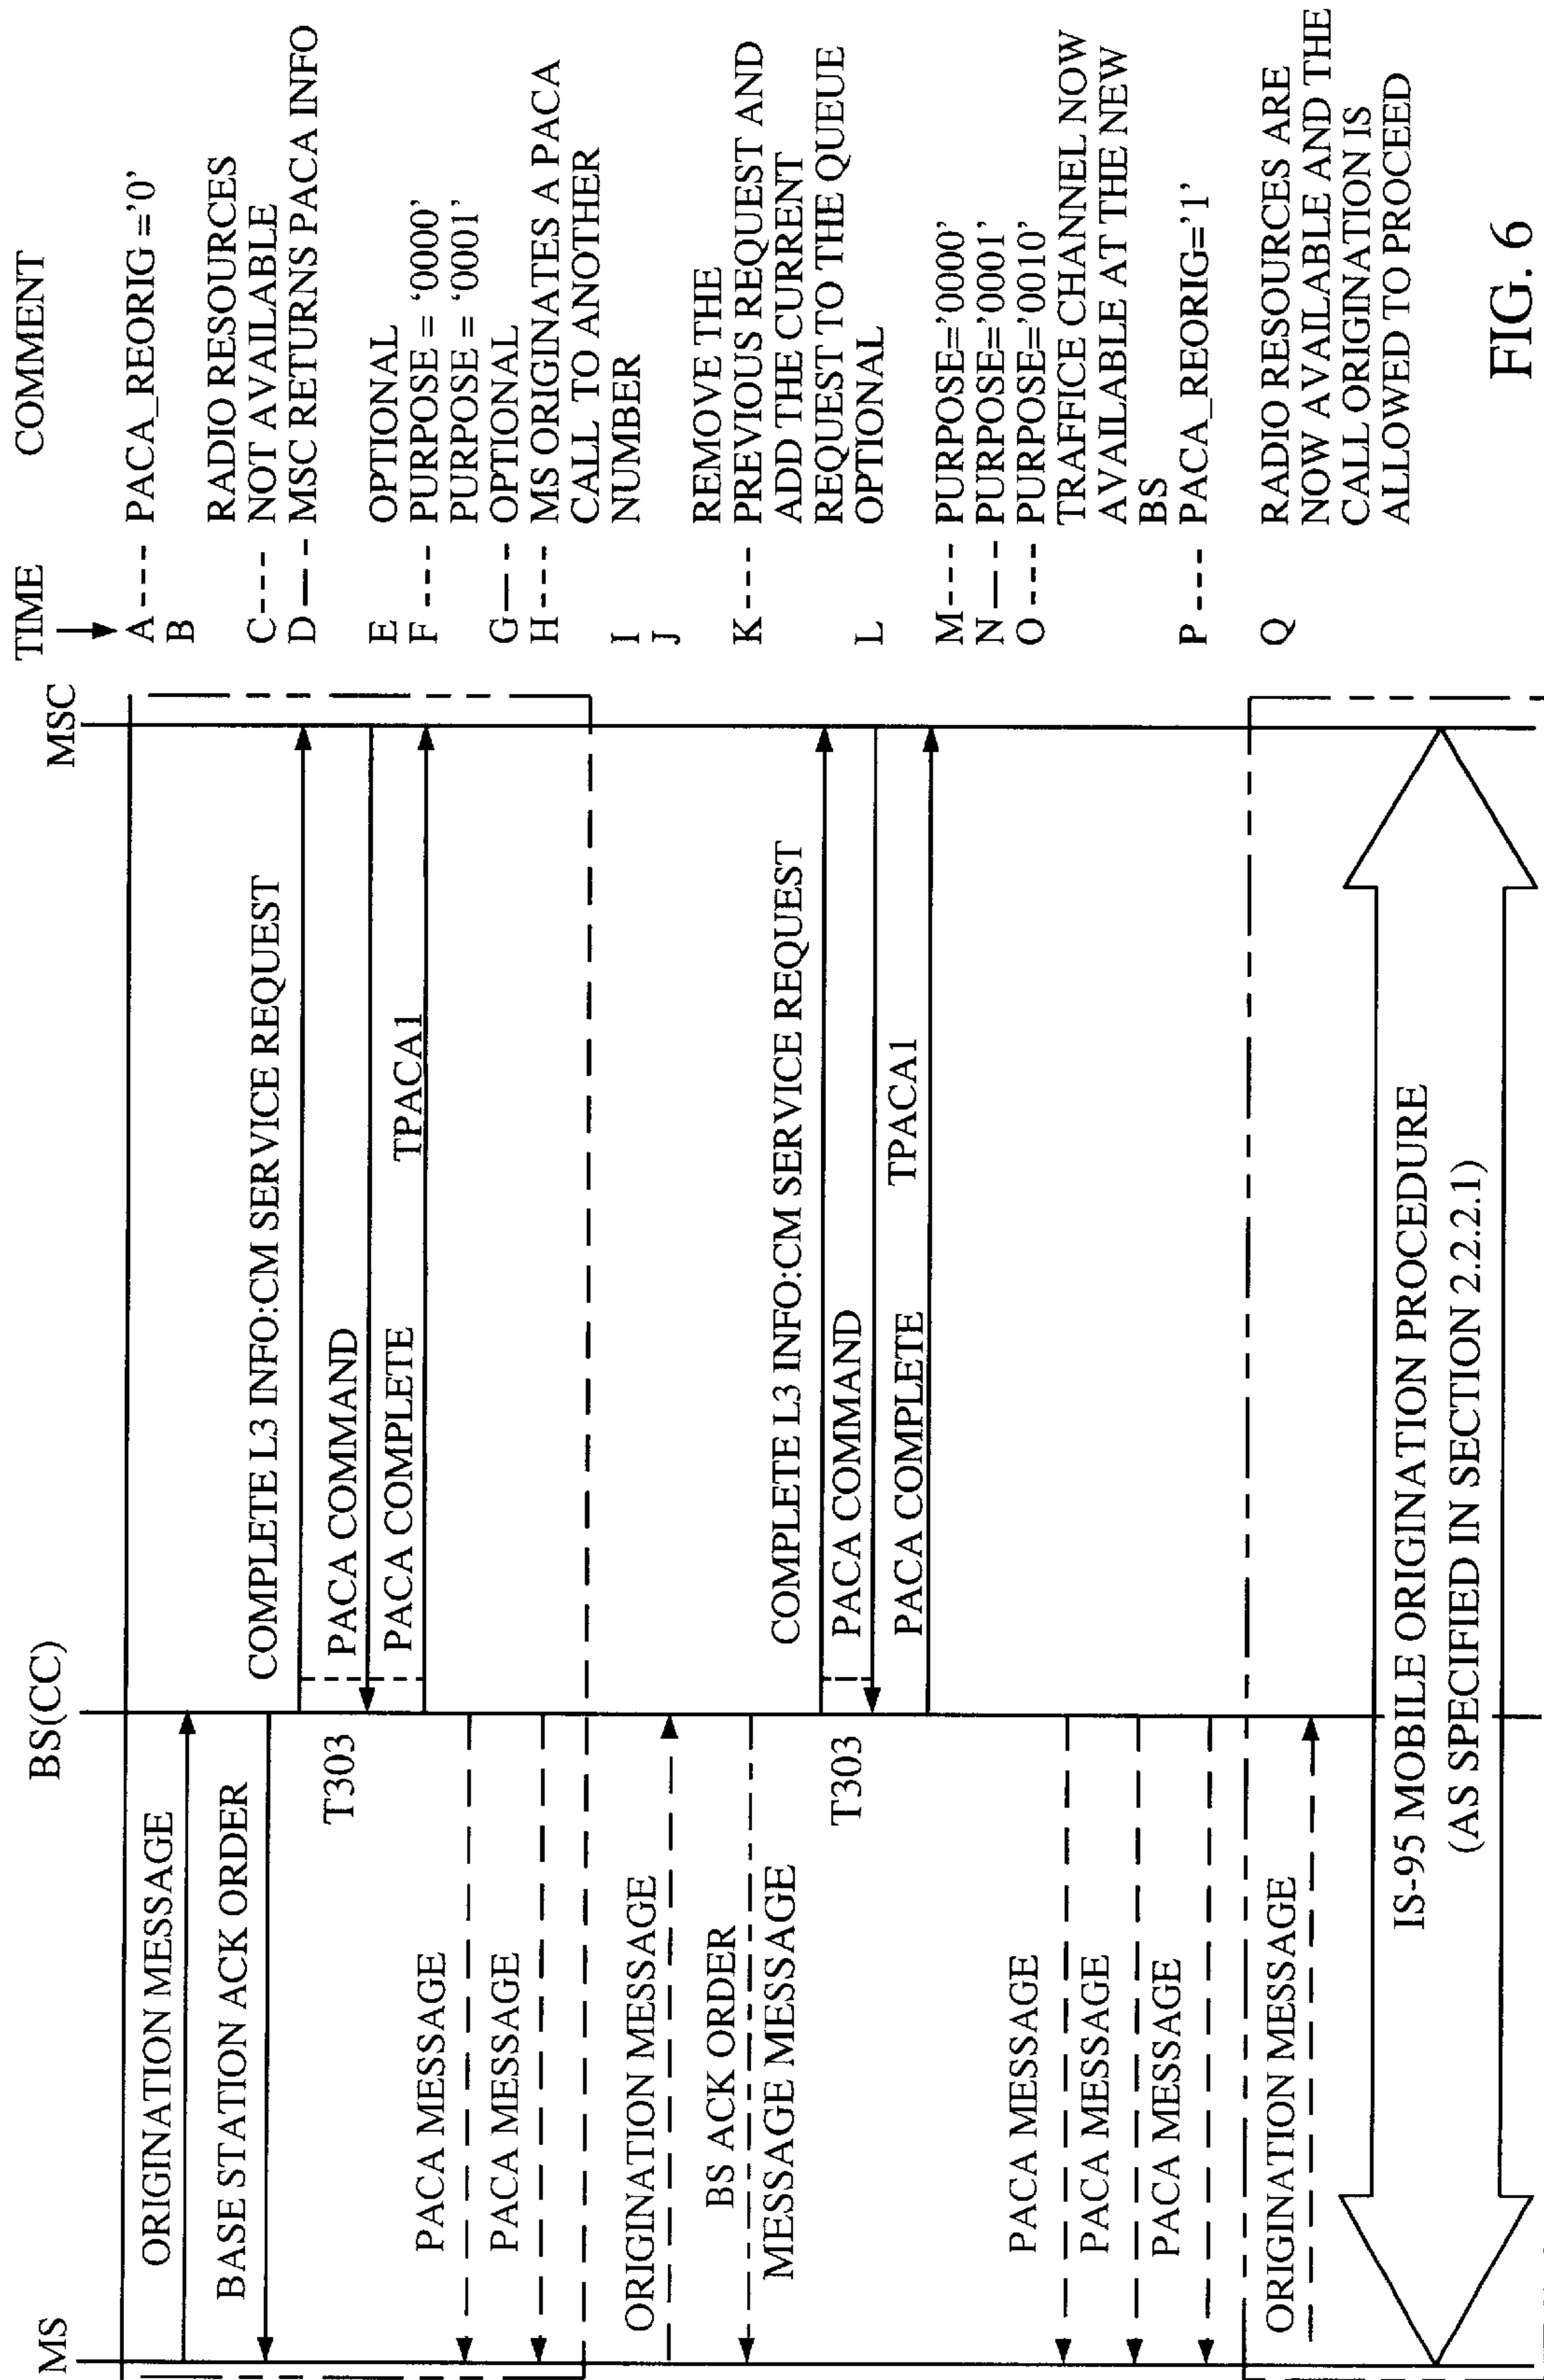 MS
BS(CC)
MSC
TIME
COMMENT
ORIGINATION MESSAGE
A ---- PACA_REORIG ='0'
B
BASE STATION ACK ORDER
RADIO RESOURCES
COMPLETE L3 INFO:CM SERVICE REQUEST
C ---- NOT AVAILABLE
D —-- MSC RETURNS PACA INFO
T303
PACA COMMAND
E OPTIONAL
PACA COMPLETE
TPACA1
F ---- PURPOSE = '0000'
PACA MESSAGE
PURPOSE = '0001'
PACA MESSAGE
G—-- OPTIONAL
H---- MS ORIGINATES A PACA
CALL TO ANOTHER
I NUMBER
ORIGINATION MESSAGE
J
BS ACK ORDER
REMOVE THE
MESSAGE MESSAGE
K ---- PREVIOUS REQUEST AND
COMPLETE L3 INFO:CM SERVICE REQUEST
ADD THE CURRENT
REQUEST TO THE QUEUE
T303
PACA COMMAND
L OPTIONAL
PACA COMPLETE
TPACA1
M---- PURPOSE='0000'
N—-- PURPOSE='0001'
PACA MESSAGE
O ---- PURPOSE='0010'
TRAFFICE CHANNEL NOW
PACA MESSAGE
AVAILABLE AT THE NEW
BS
PACA MESSAGE
P ---- PACA_REORIG='1'
ORIGINATION MESSAGE
Q RADIO RESOURCES ARE
NOW AVAILABLE AND THE
CALL ORIGINATION IS
ALLOWED TO PROCEED
IS-95 MOBILE ORIGINATION PROCEDURE
(AS SPECIFIED IN SECTION 2.2.2.1)
FIG. 6